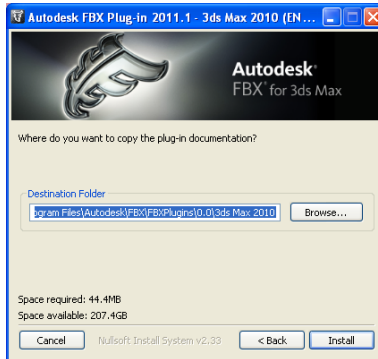 Autodesk FBX Plug-in 2011.1 - 3ds Max 2010 (EN ...
Autodesk®
FBX® for 3ds Max
Where do you want to copy the plug-in documentation?
Destination Folder
ogram Files\Autodesk\FBX\FBXPlugins\0.0\3ds Max 2010
Browse...
Space required: 44.4MB
Space available: 207.4GB
Cancel
Nullsoft Install System v2.33
< Back
Install